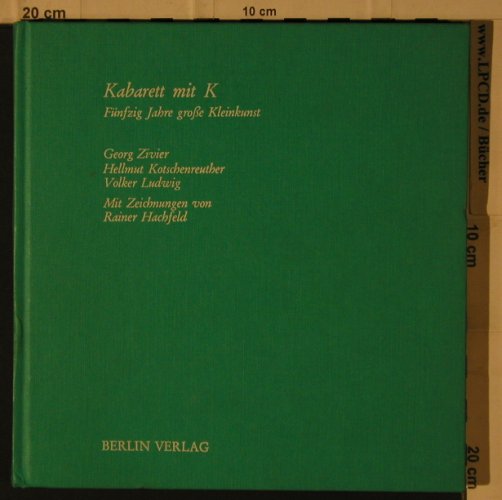 20 cm
10 cm
Kabarett mit K
Fünfzig Jahre große Kleinkunst
Georg Zivier
Hellmut Kotschenreuther
Volker Ludwig
Mit Zeichnungen von
Rainer Hachfeld
BERLIN VERLAG
www.LPCD.de / Bücher
10 cm
20 cm